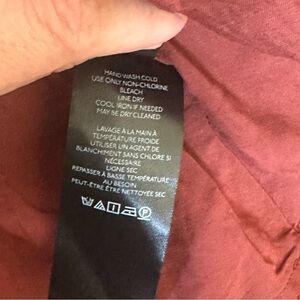 HAND WASH COLD
USE ONLY NON-CHLORINE
BLEACH
LINE DRY
COOL IRON IF NEEDED
MAY BE DRY CLEANED
LAVAGE À LA MAIN À
TEMPÉRATURE FROIDE
UTILISER UN AGENT DE
BLANCHIMENT SANS CHLORE SI
NÉCESSAIRE
LIGNE SEC
REPASSER À BASSE TEMPÉRATURE
AU BESOIN
PEUT-ÊTRE ÊTRE NETTOYÉE SEC